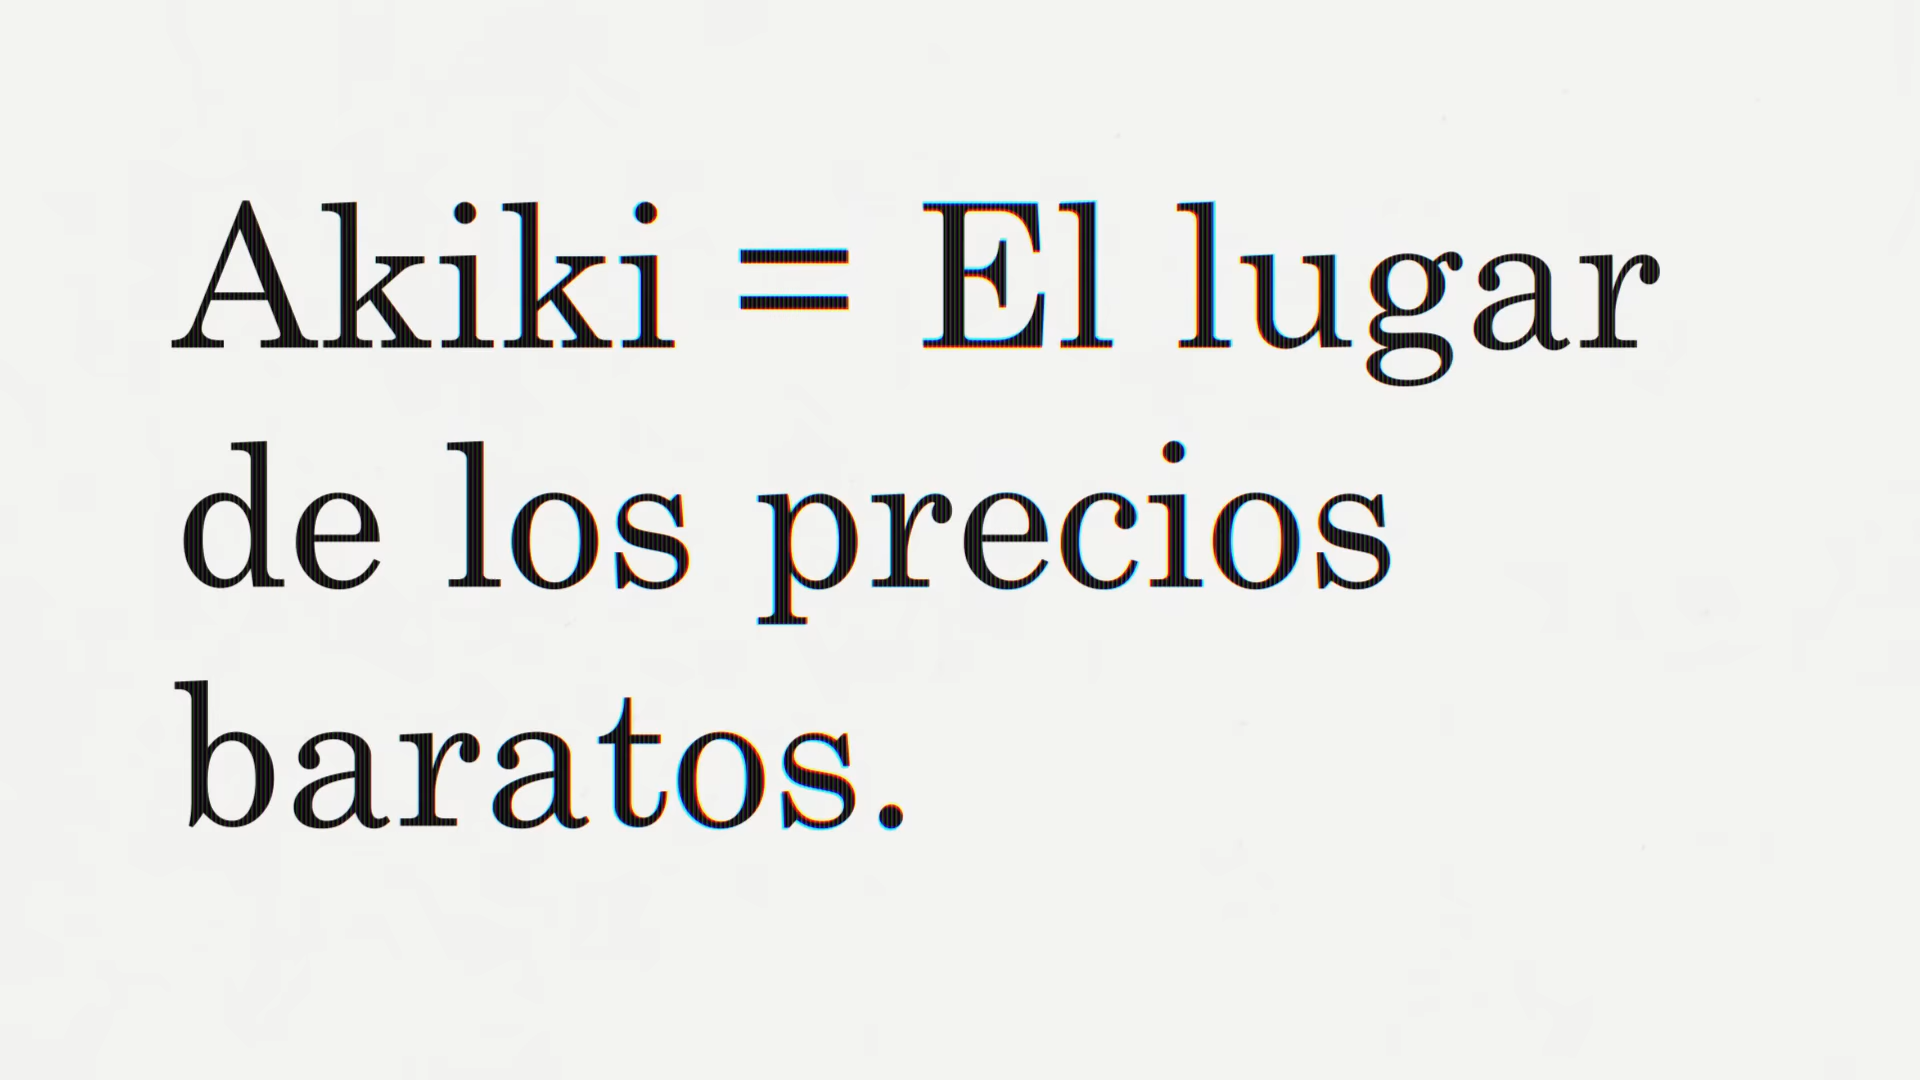 Akiki = El lugar
de los precios
baratos.